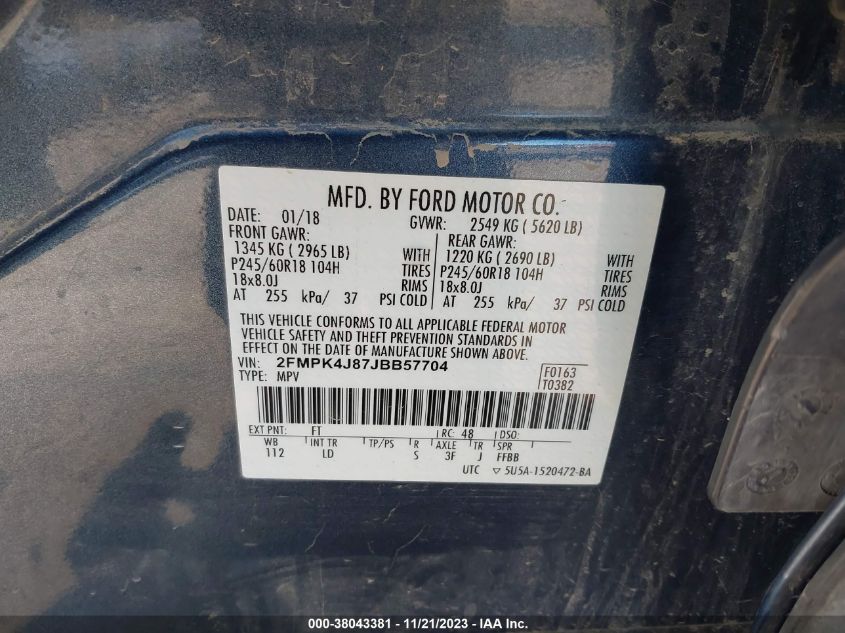 MFD. BY FORD MOTOR CO.
DATE: 01/18 GVWR: 2549 KG ( 5620 LB)
FRONT GAWR: REAR GAWR:
1345 KG ( 2965 LB) WITH 1220 KG ( 2690 LB) WITH
P245/60R18 104H TIRES P245/60R18 104H TIRES
18x8.0J RIMS 18x8.0J RIMS
AT 255 kPa/ 37 PSI COLD AT 255 kPa/ 37 PSI COLD
THIS VEHICLE CONFORMS TO ALL APPLICABLE FEDERAL MOTOR
VEHICLE SAFETY AND THEFT PREVENTION STANDARDS IN
EFFECT ON THE DATE OF MANUFACTURE SHOWN ABOVE.
VIN: 2FMPK4J87JBB57704 F0163
TYPE: MPV T0382
EXT PNT: FT RC: 48 DSO:
WB INT TR TP/PS R AXLE TR SPR
112 LD S 3F J FFBB
UTC ▽ 5U5A-1520472-BA
000-38043381 - 11/21/2023 - IAA Inc.